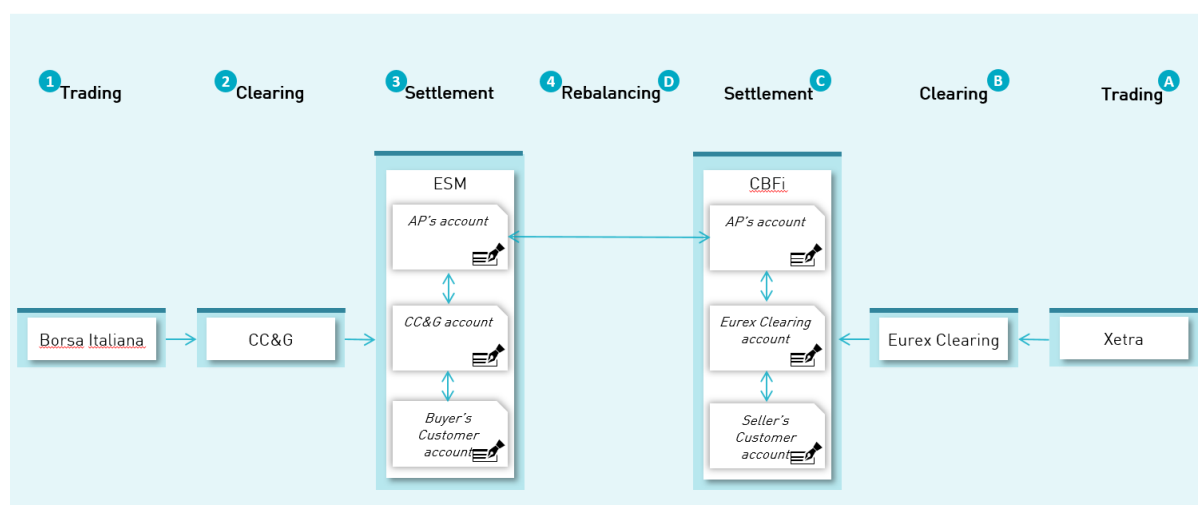 1 Trading
2 Clearing
3 Settlement
4 Rebalancing D
Settlement C
Clearing B
Trading A
ESM
AP's account
CC&G account
Buyer's
Customer
account
CBFi
AP's account
Eurex Clearing
account
Seller's
Customer
account
Borsa Italiana
CC&G
Eurex Clearing
Xetra